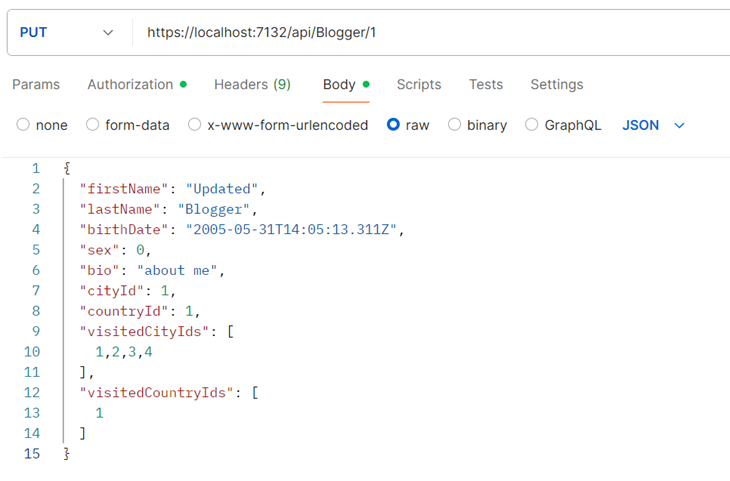 PUT https://localhost:7132/api/Blogger/1
Params Authorization Headers (9) Body Scripts Tests Settings
none form-data x-www-form-urlencoded raw binary GraphQL JSON
1 {
2 "firstName": "Updated",
3 "lastName": "Blogger",
4 "birthDate": "2005-05-31T14:05:13.311Z",
5 "sex": 0,
6 "bio": "about me",
7 "cityId": 1,
8 "countryId": 1,
9 "visitedCityIds": [
10 1,2,3,4
11 ],
12 "visitedCountryIds": [
13 1
14 ]
15 }